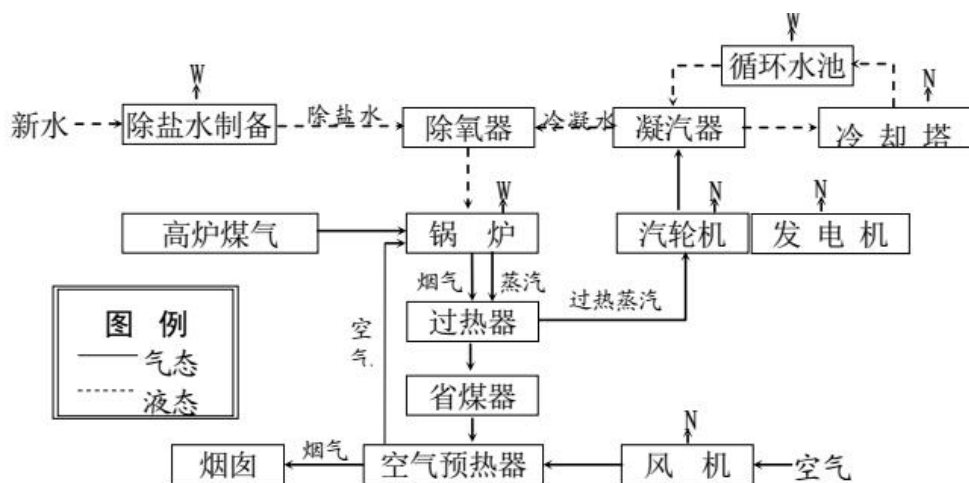 W
循环水池
N
W
新水
除盐水制备
除盐水
除氧器
冷凝水
凝汽器
冷却塔
W
N
N
高炉煤气
锅炉
汽轮机
发电机
烟气
蒸汽
过热蒸汽
过热器
图例
气态
液态
空气
省煤器
N
烟囱
烟气
空气预热器
风机
空气